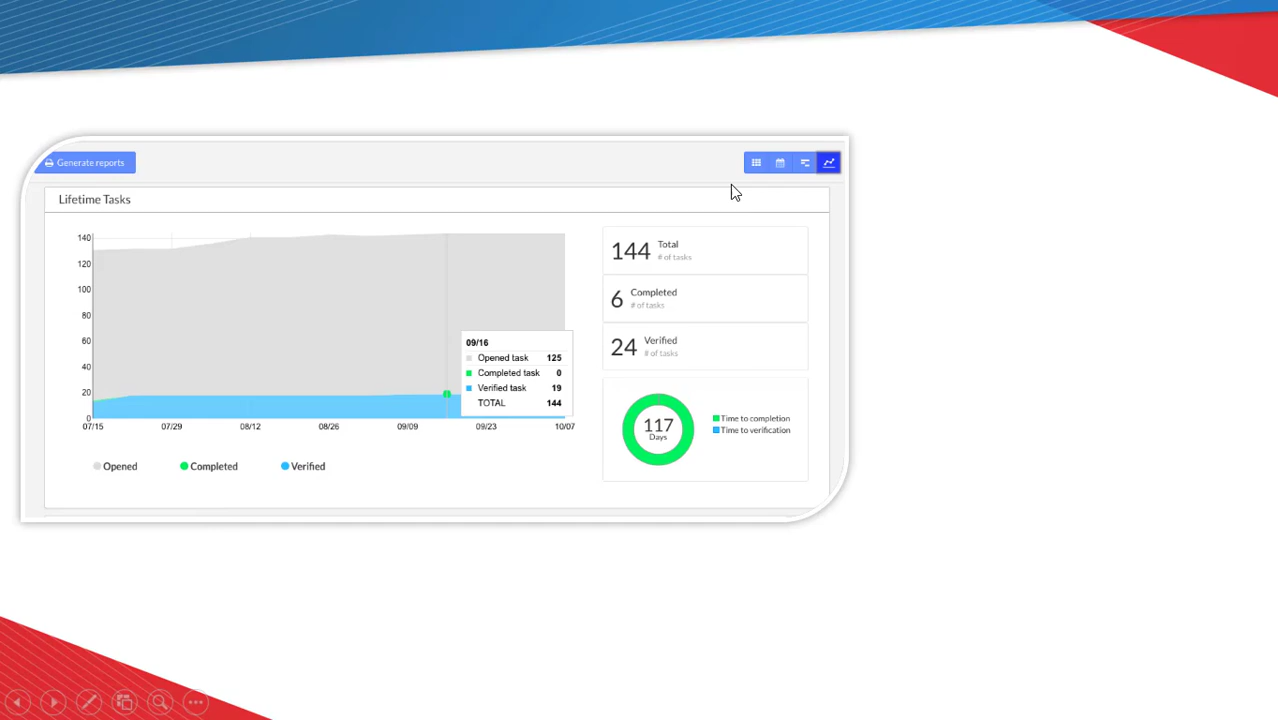 Generate reports
Lifetime Tasks
140
120
100
80
60
40
20
0
07/15 07/29 08/12 08/26 09/09 09/23 10/07
09/16
Opened task 125
Completed task 0
Verified task 19
TOTAL 144
Opened Completed Verified
144 Total
# of tasks
6 Completed
# of tasks
24 Verified
# of tasks
117
Days
Time to completion
Time to verification